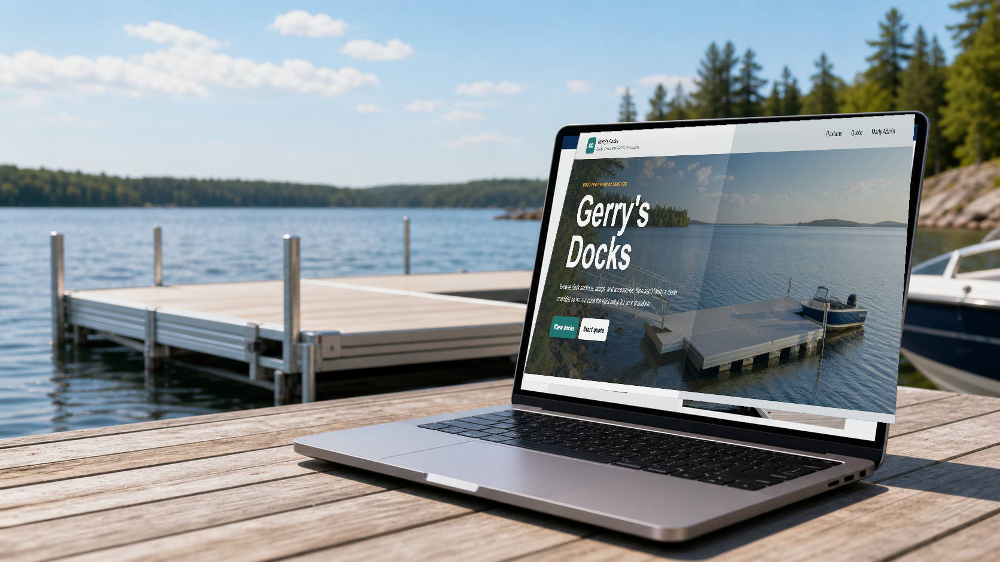 GD
Gerry's Docks
Products
Quote
Marty Admin
BUILT FOR EVERYDAY LAKE LIFE
Gerry's
Docks
Browse dock sections, ramps, and accessories, then send Marty a clean
checklist so he can price the right setup for your shoreline.
View docks
Start quote